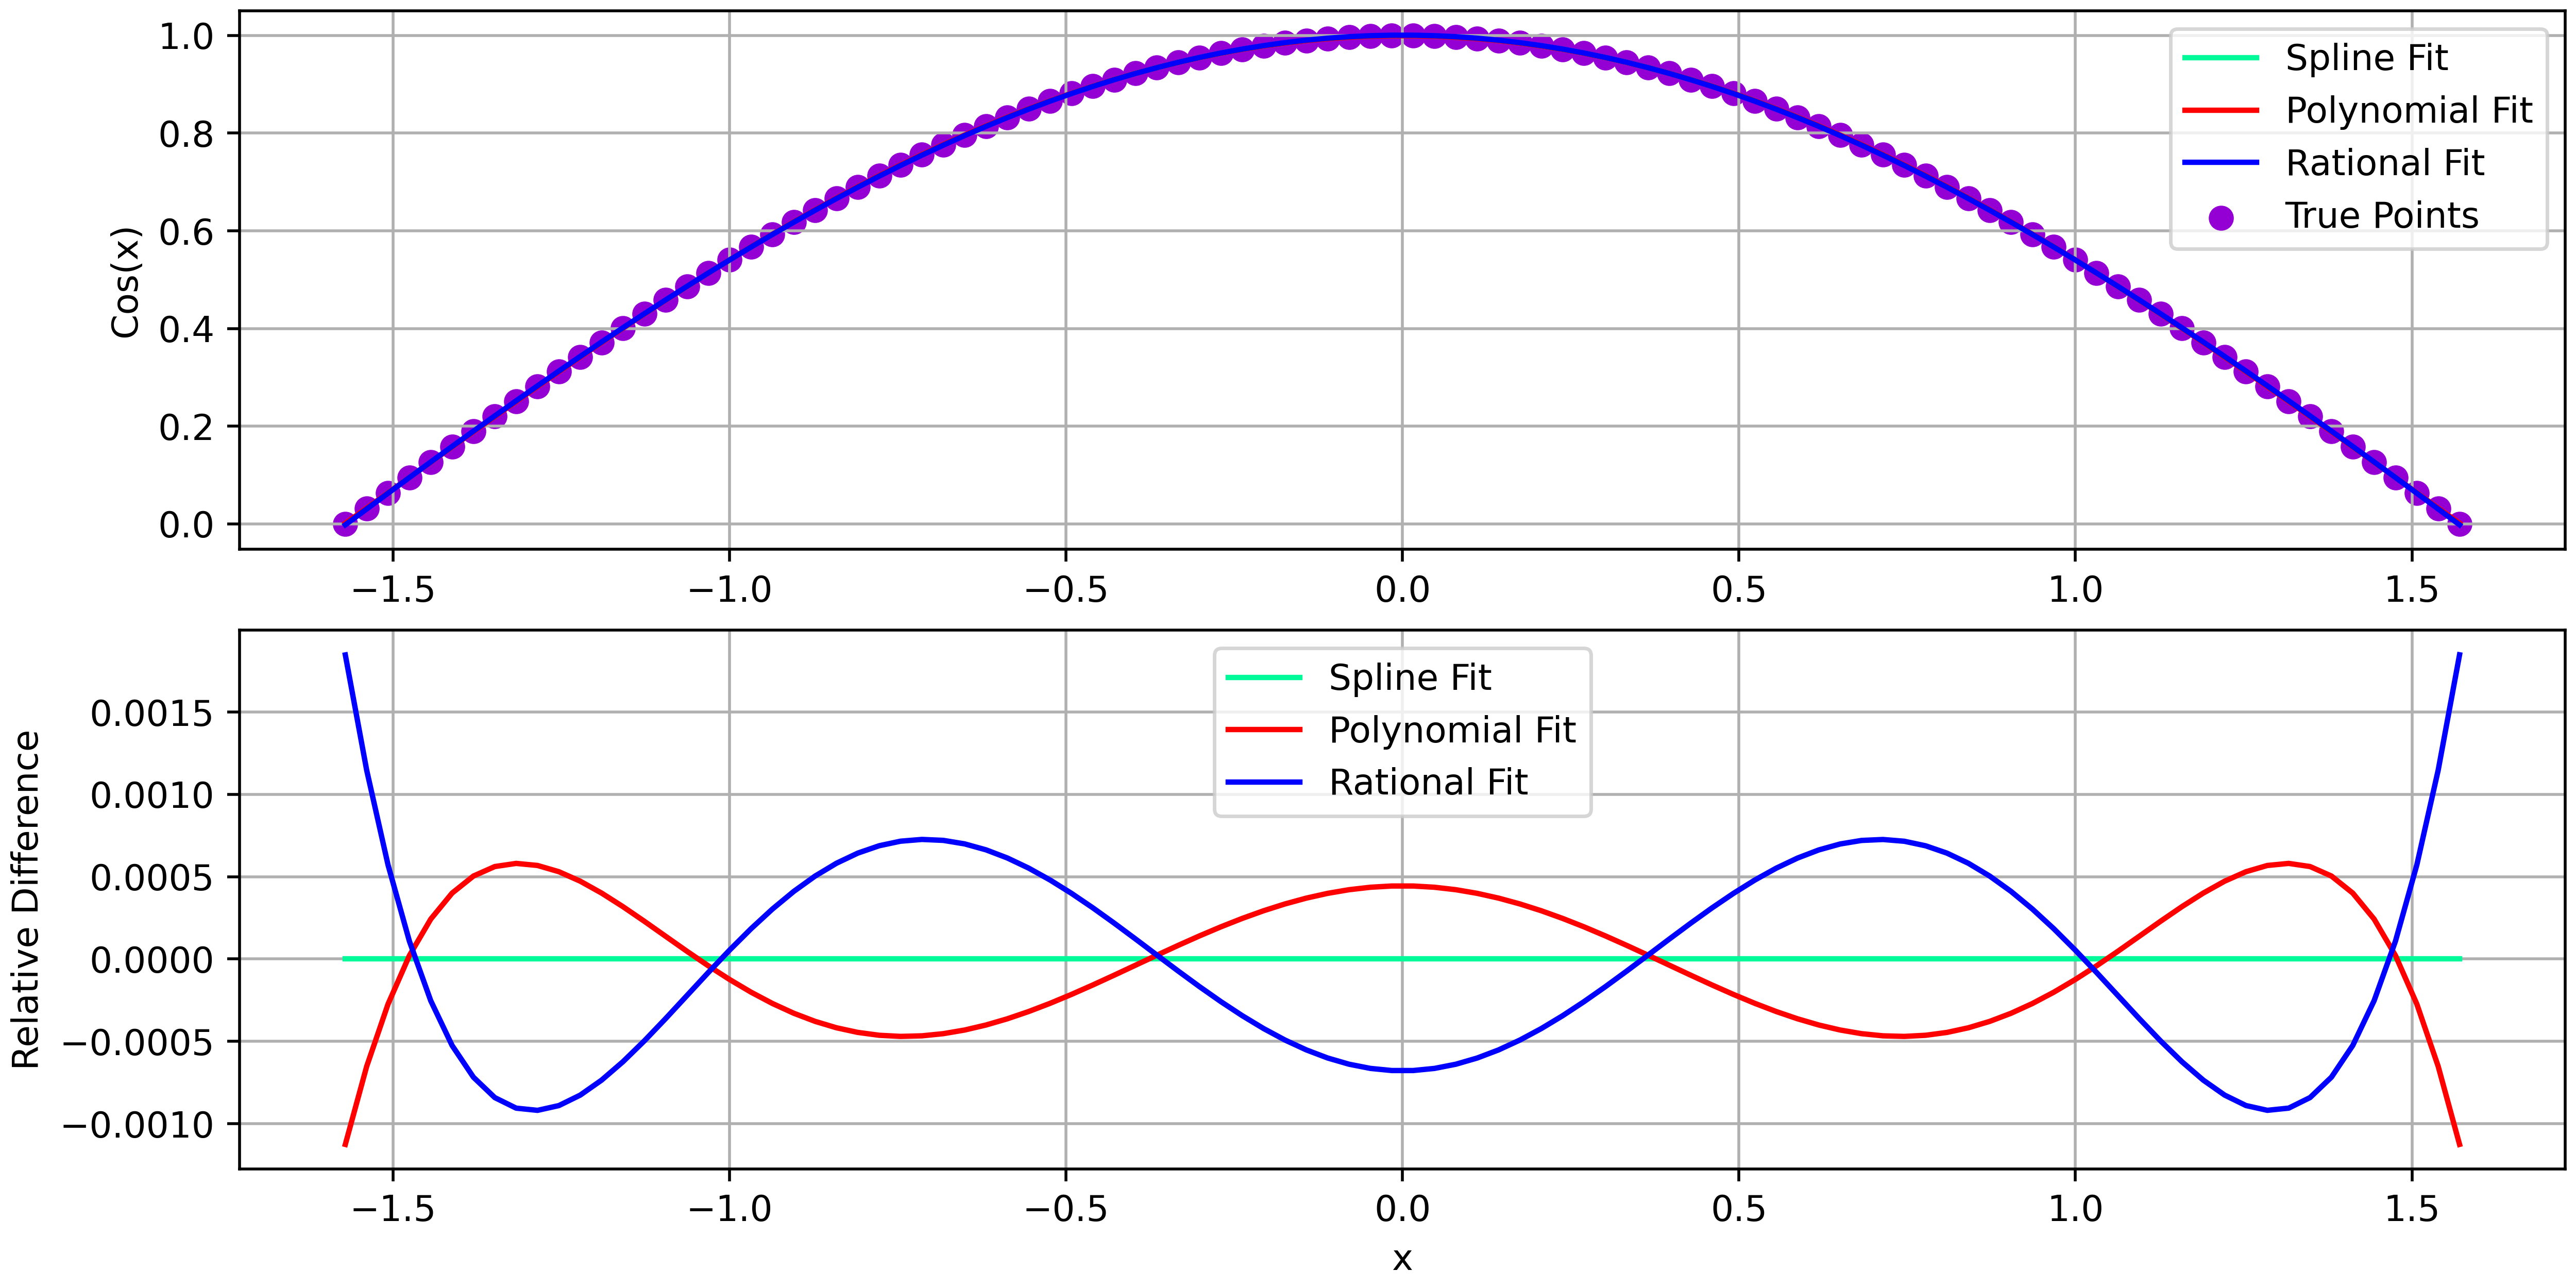 Cos(x)
1.0
0.8
0.6
0.4
0.2
0.0
Spline Fit
Polynomial Fit
Rational Fit
True Points
−1.5 −1.0 −0.5 0.0 0.5 1.0 1.5
Relative Difference
0.0015
0.0010
0.0005
0.0000
−0.0005
−0.0010
Spline Fit
Polynomial Fit
Rational Fit
−1.5 −1.0 −0.5 0.0 0.5 1.0 1.5
x